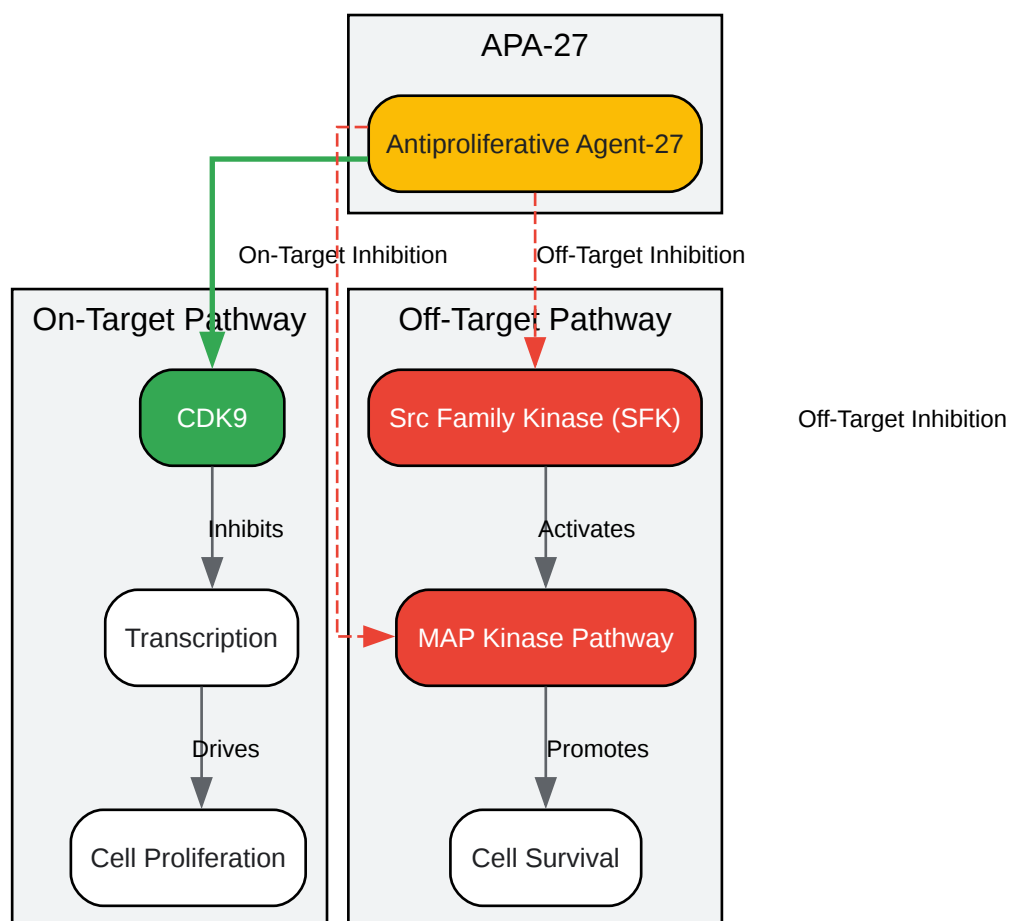 APA-27
Antiproliferative Agent-27
On-Target Inhibition
Off-Target Inhibition
On-Target Pathway
Off-Target Pathway
CDK9
Src Family Kinase (SFK)
Off-Target Inhibition
Inhibits
Activates
Transcription
MAP Kinase Pathway
Drives
Promotes
Cell Proliferation
Cell Survival